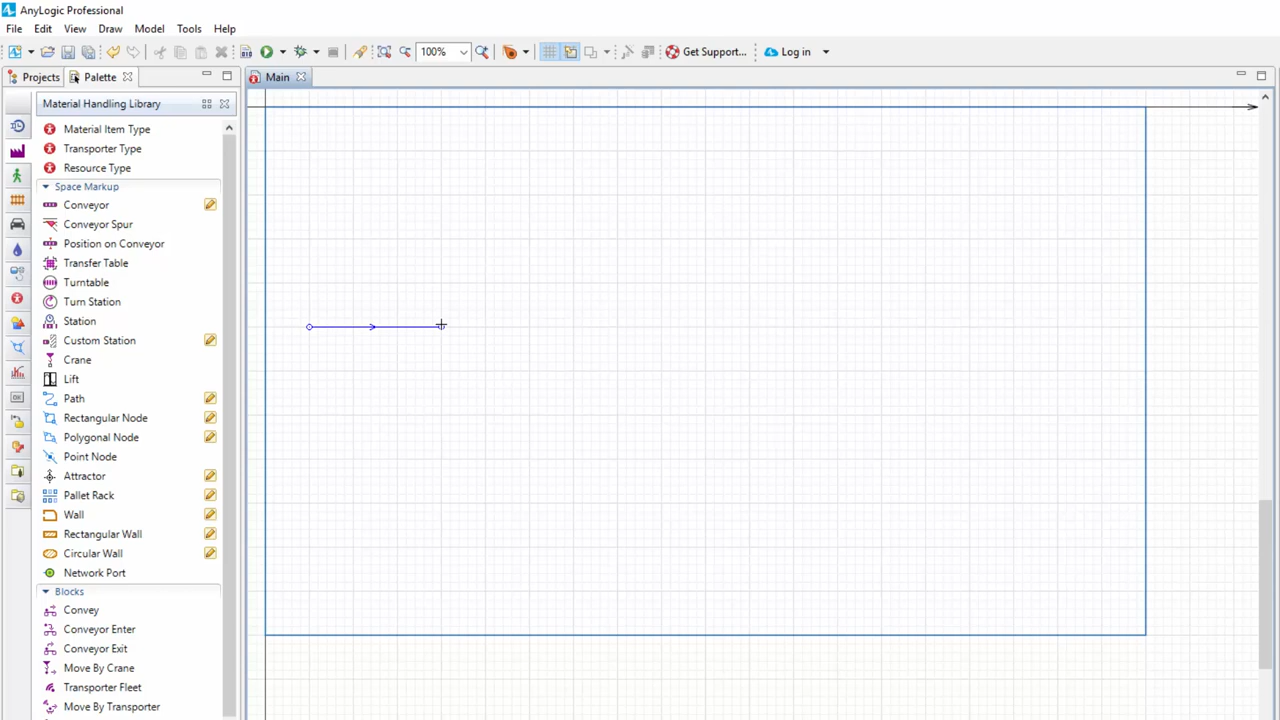 AnyLogic Professional
File Edit View Draw Model Tools Help
100% Get Support... Log in
Projects Palette Main
Material Handling Library
Material Item Type
Transporter Type
Resource Type
Space Markup
Conveyor
Conveyor Spur
Position on Conveyor
Transfer Table
Turntable
Turn Station
Station
Custom Station
Crane
Lift
Path
Rectangular Node
Polygonal Node
Point Node
Attractor
Pallet Rack
Wall
Rectangular Wall
Circular Wall
Network Port
Blocks
Convey
Conveyor Enter
Conveyor Exit
Move By Crane
Transporter Fleet
Move By Transporter